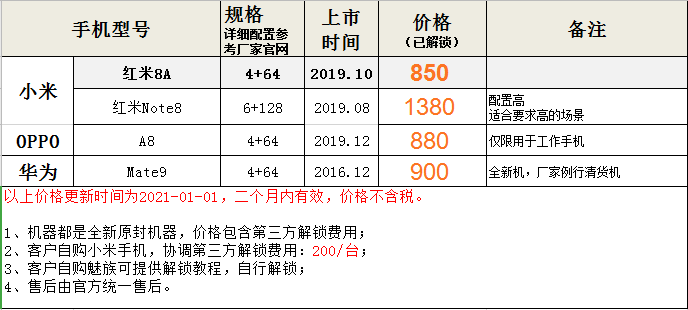 手机型号 规格 详细配置参考厂家官网 上市时间 价格 (已解锁) 备注
小米 红米8A 4+64 2019.10 850
红米Note8 6+128 2019.08 1380 配置高 适合要求高的场景
OPPO A8 4+64 2019.12 880 仅限用于工作手机
华为 Mate9 4+64 2016.12 900 全新机，厂家例行清货机
以上价格更新时间为2021-01-01，二个月内有效，价格不含税。
1、机器都是全新原封机器，价格包含第三方解锁费用；
2、客户自购小米手机，协调第三方解锁费用：200/台；
3、客户自购魅族可提供解锁教程，自行解锁；
4、售后由官方统一售后。